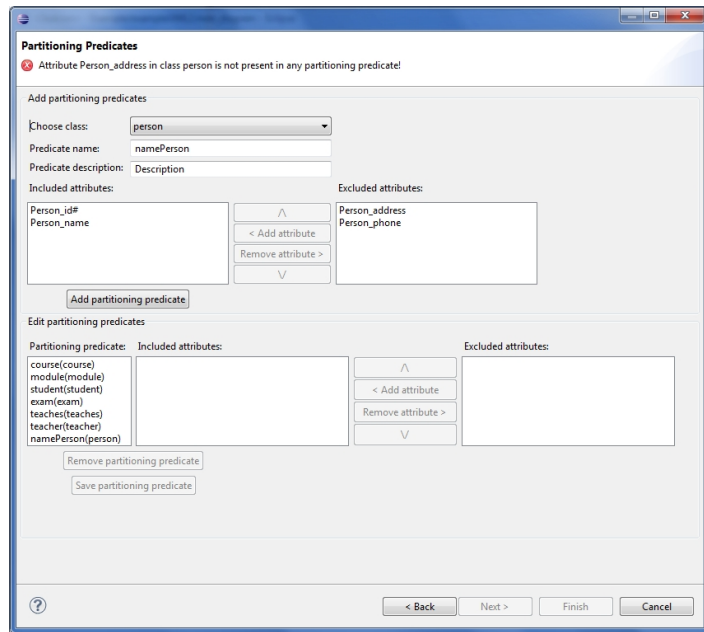 Partitioning Predicates
Attribute Person_address in class person is not present in any partitioning predicate!
Add partitioning predicates
Choose class: person
Predicate name: namePerson
Predicate description: Description
Included attributes: Excluded attributes:
Person_id# /\ Person_address
Person_name Person_phone
< Add attribute
Remove attribute >
\/
Add partitioning predicate
Edit partitioning predicates
Partitioning predicate: Included attributes: Excluded attributes:
course(course) /\
module(module)
student(student) < Add attribute
exam(exam)
teaches(teaches) Remove attribute >
teacher(teacher)
namePerson(person) \/
Remove partitioning predicate
Save partitioning predicate
? < Back Next > Finish Cancel